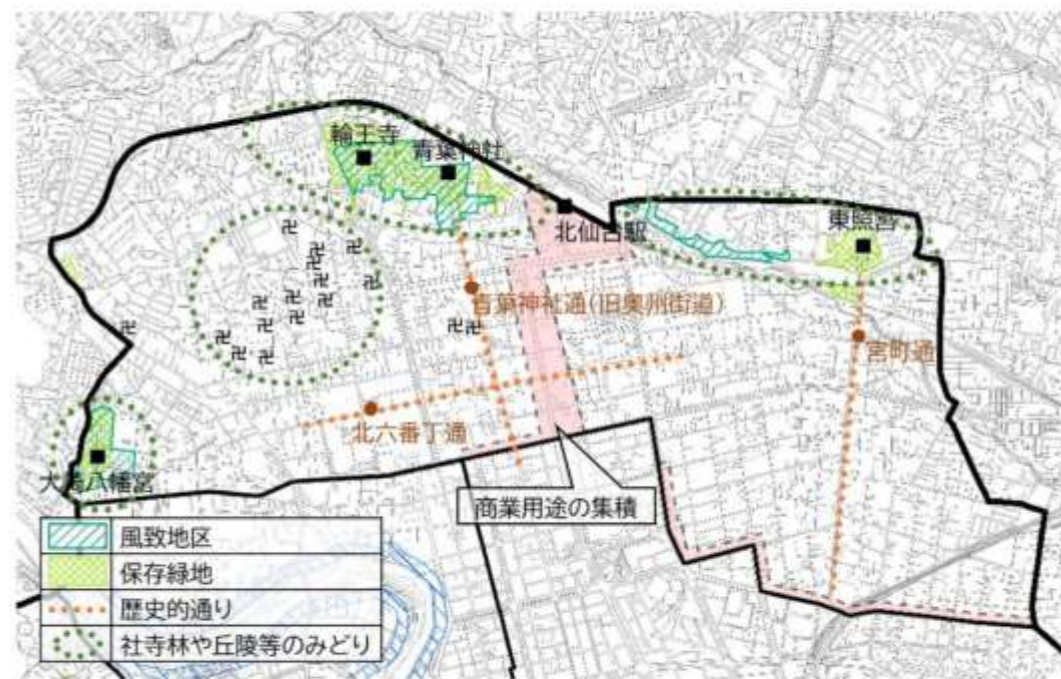 輪王寺
青葉神社
北仙台駅
東照宮
青葉神社通(旧奥州街道)
宮町通
北六番丁通
大崎八幡宮
商業用途の集積
風致地区
保存緑地
歴史的通り
社寺林や丘陵等のみどり